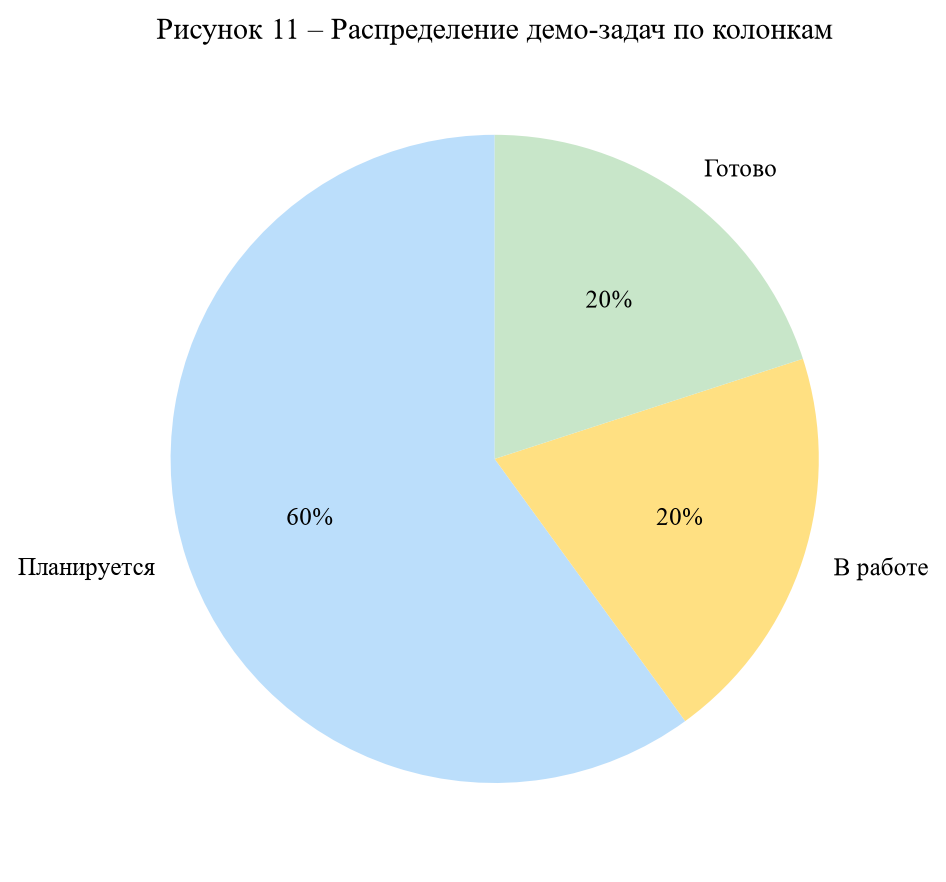 Рисунок 11 – Распределение демо-задач по колонкам
Готово
20%
60%
20%
Планируется
В работе